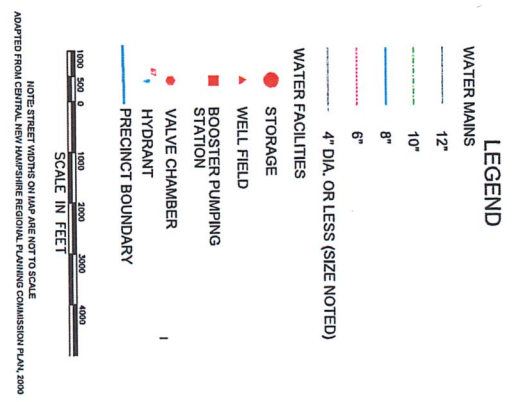 LEGEND
WATER MAINS
12"
10"
8"
6"
4" DIA. OR LESS (SIZE NOTED)
WATER FACILITIES
STORAGE
WELL FIELD
BOOSTER PUMPING
STATION
VALVE CHAMBER
67
HYDRANT
PRECINCT BOUNDARY
1000 500 0 1000 2000 3000 4000
SCALE IN FEET
NOTE: STREET WIDTHS ON MAP ARE NOT TO SCALE
ADAPTED FROM CENTRAL NEW HAMPSHIRE REGIONAL PLANNING COMMISSION PLAN, 2000